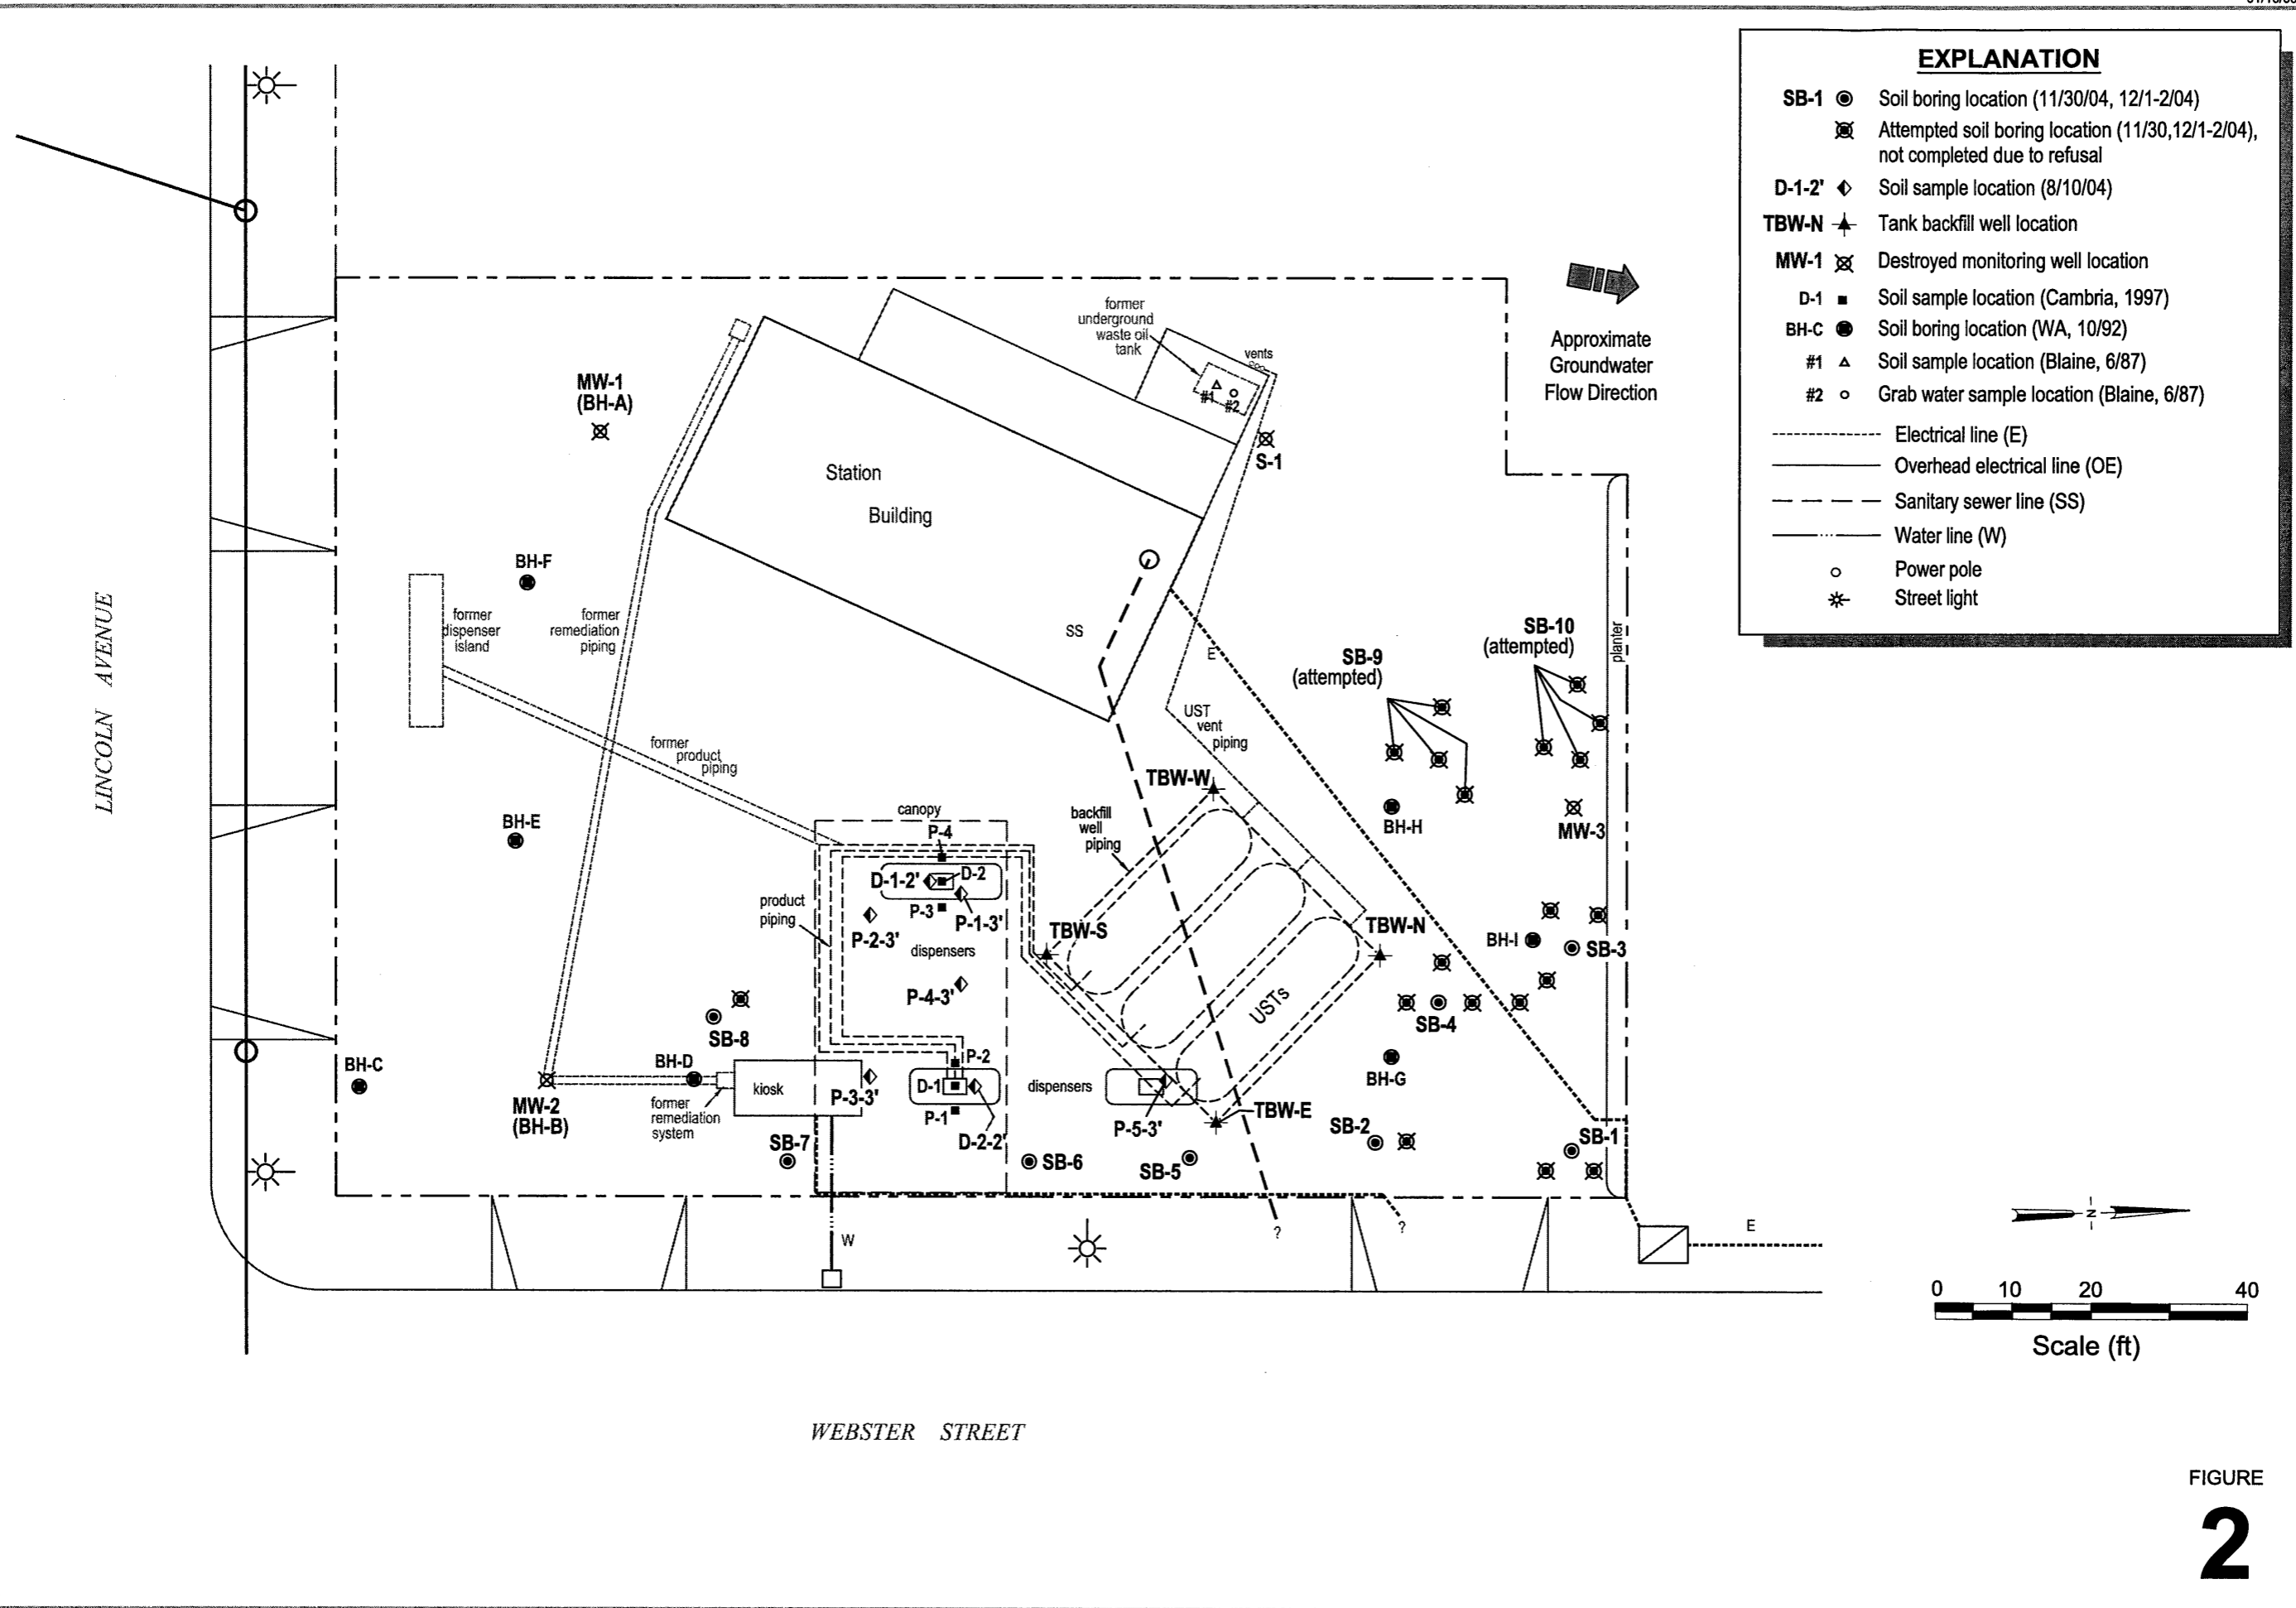 EXPLANATION
SB-1 Soil boring location (11/30/04, 12/1-2/04)
Attempted soil boring location (11/30,12/1-2/04),
not completed due to refusal
D-1-2' Soil sample location (8/10/04)
TBW-N Tank backfill well location
MW-1 Destroyed monitoring well location
D-1 Soil sample location (Cambria, 1997)
BH-C Soil boring location (WA, 10/92)
#1 Soil sample location (Blaine, 6/87)
#2 Grab water sample location (Blaine, 6/87)
Electrical line (E)
Overhead electrical line (OE)
Sanitary sewer line (SS)
Water line (W)
Power pole
Street light
Approximate
Groundwater
Flow Direction
former
underground
waste oil
tank
vents
#1
#2
S-1
MW-1
(BH-A)
Station
Building
BH-F
former
dispenser
island
former
remediation
piping
SS
E
SB-9
(attempted)
SB-10
(attempted)
planter
LINCOLN AVENUE
former
product
piping
UST
vent
piping
TBW-W
BH-H
MW-3
BH-E
canopy
P-4
backfill
well
piping
D-1-2'
D-2
P-3
P-1-3'
product
piping
P-2-3'
dispensers
TBW-S
TBW-N
BH-I
SB-3
P-4-3'
USTs
SB-4
SB-8
BH-C
BH-D
P-2
BH-G
kiosk
P-3-3'
D-1
dispensers
MW-2
(BH-B)
former
remediation
system
P-1
D-2-2'
P-5-3'
TBW-E
SB-2
SB-1
SB-7
SB-6
SB-5
W
?
?
E
N
0 10 20 40
Scale (ft)
WEBSTER STREET
FIGURE
2